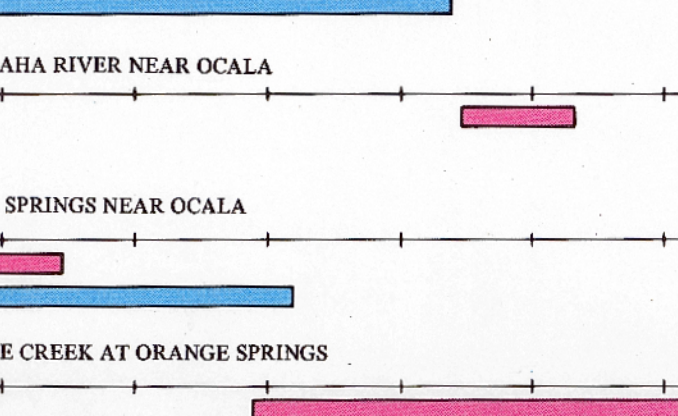 AHA RIVER NEAR OCALA
SPRINGS NEAR OCALA
E CREEK AT ORANGE SPRINGS